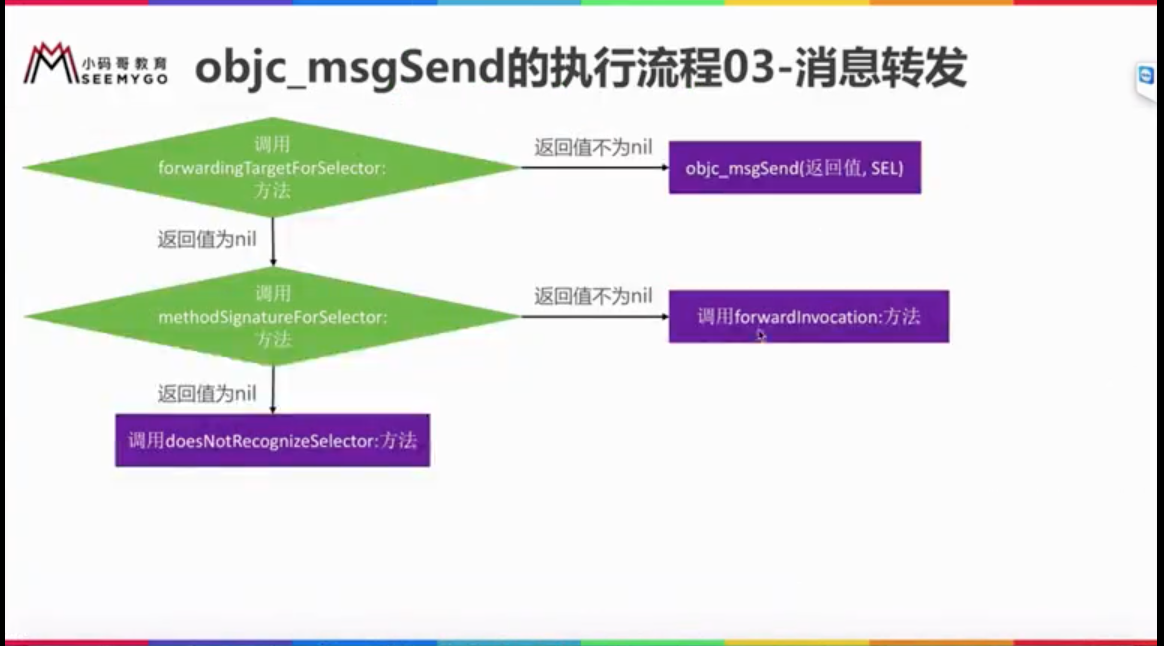 小码哥教育
SEEMYGO
objc_msgSend的执行流程03-消息转发
调用
forwardingTargetForSelector:
方法
返回值不为nil
objc_msgSend(返回值, SEL)
返回值为nil
调用
methodSignatureForSelector:
方法
返回值不为nil
调用forwardInvocation:方法
返回值为nil
调用doesNotRecognizeSelector:方法